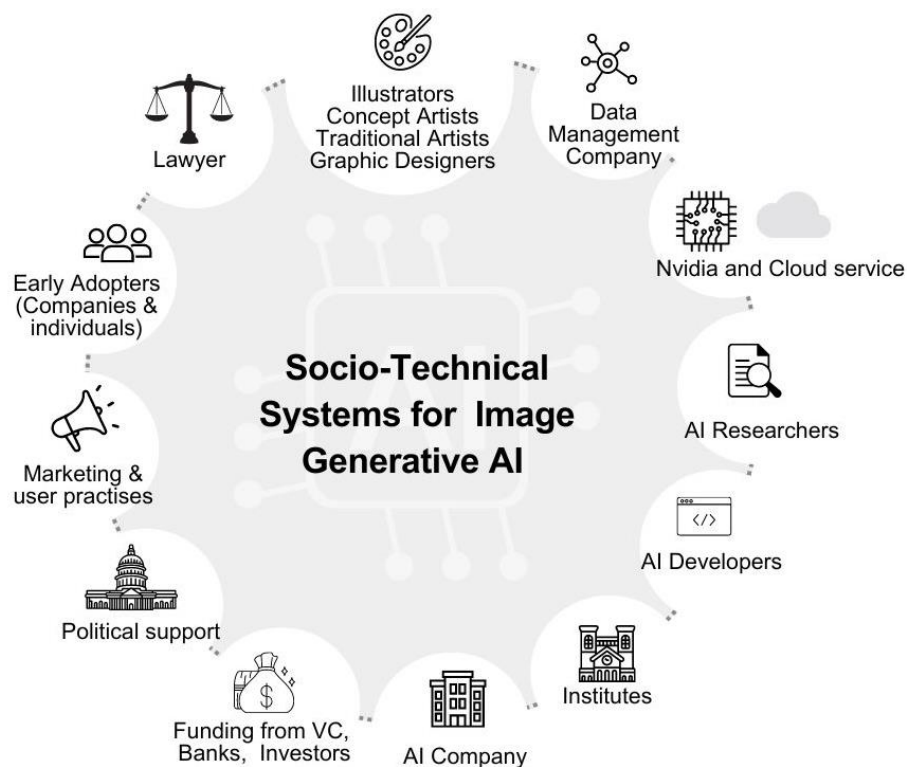 Illustrators
Concept Artists
Traditional Artists
Graphic Designers
Data
Management
Company
Nvidia and Cloud service
AI Researchers
</>
AI Developers
Institutes
AI Company
$
Funding from VC,
Banks, Investors
Political support
Marketing &
user practises
Early Adopters
(Companies &
individuals)
Lawyer
AI
Socio-Technical
Systems for Image
Generative AI